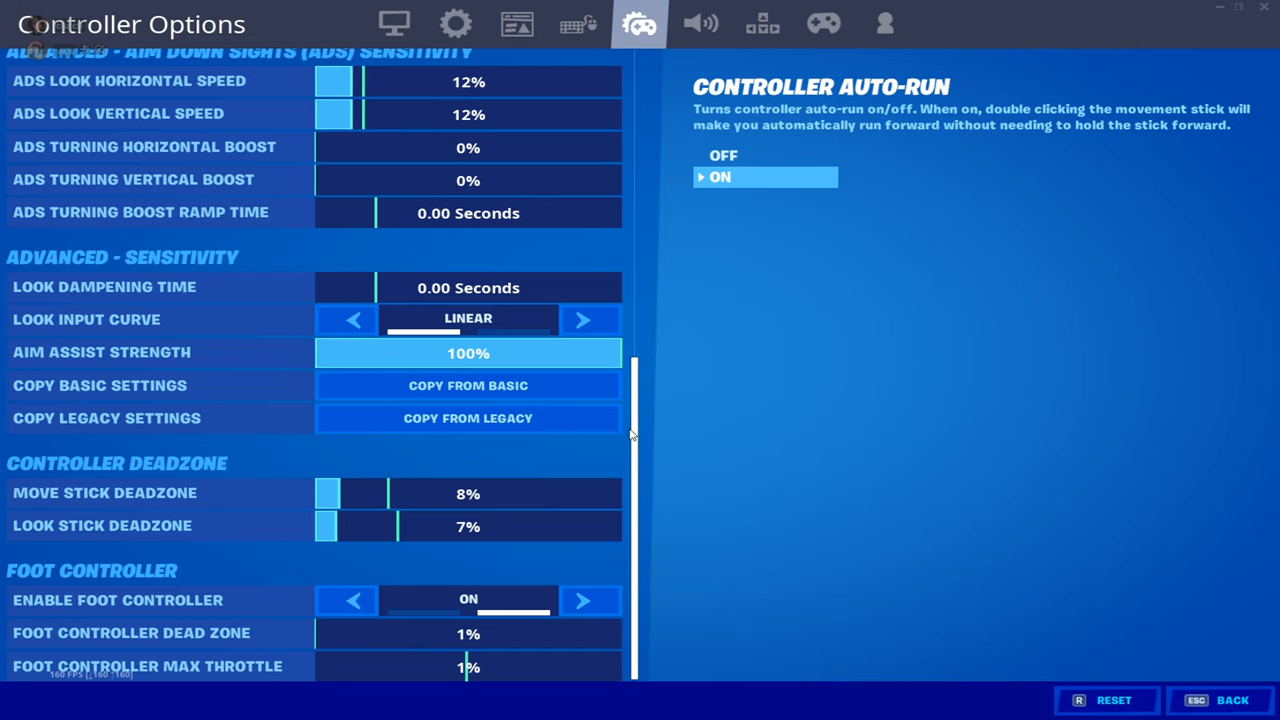 Controller Options
ADVANCED - AIM DOWN SIGHTS (ADS) SENSITIVITY
ADS LOOK HORIZONTAL SPEED 12%
ADS LOOK VERTICAL SPEED 12%
ADS TURNING HORIZONTAL BOOST 0%
ADS TURNING VERTICAL BOOST 0%
ADS TURNING BOOST RAMP TIME 0.00 Seconds
ADVANCED - SENSITIVITY
LOOK DAMPENING TIME 0.00 Seconds
LOOK INPUT CURVE LINEAR
AIM ASSIST STRENGTH 100%
COPY BASIC SETTINGS COPY FROM BASIC
COPY LEGACY SETTINGS COPY FROM LEGACY
CONTROLLER DEADZONE
MOVE STICK DEADZONE 8%
LOOK STICK DEADZONE 7%
FOOT CONTROLLER
ENABLE FOOT CONTROLLER ON
FOOT CONTROLLER DEAD ZONE 1%
FOOT CONTROLLER MAX THROTTLE 1%
CONTROLLER AUTO-RUN
Turns controller auto-run on/off. When on, double clicking the movement stick will
make you automatically run forward without needing to hold the stick forward.
OFF
ON
R RESET
ESC BACK